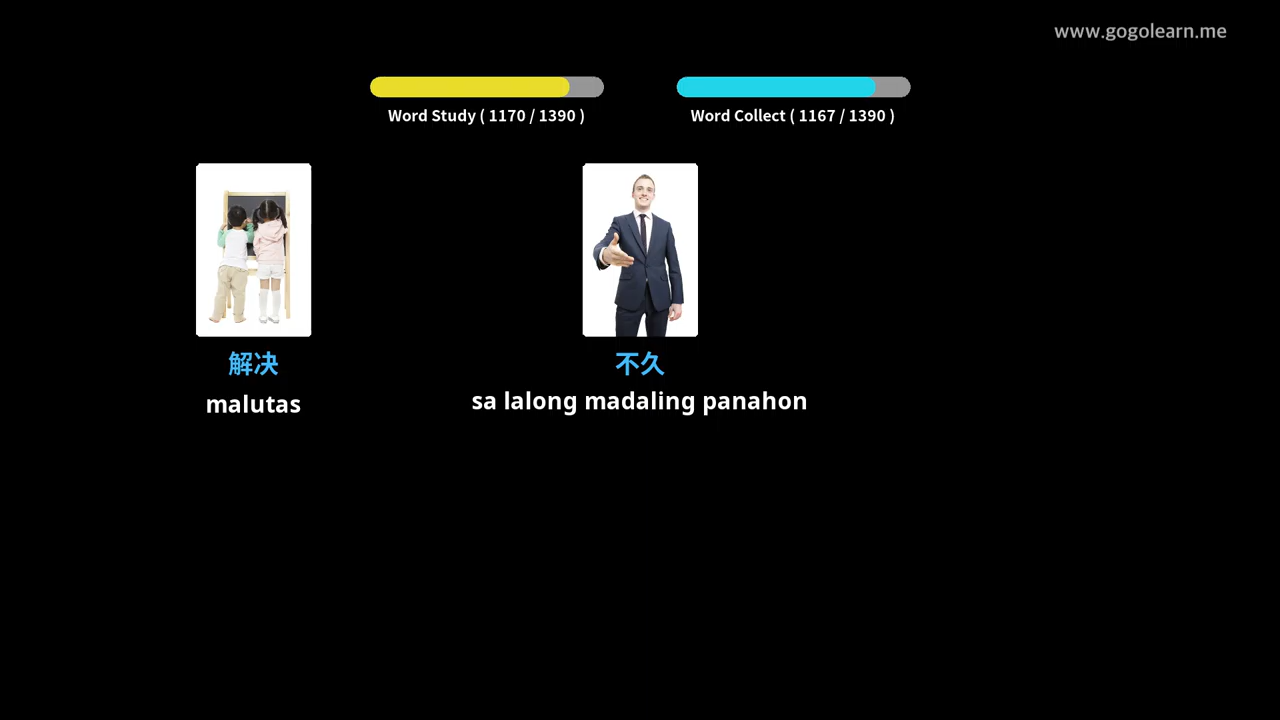 www.gogolearn.me
Word Study ( 1170 / 1390 )
Word Collect ( 1167 / 1390 )
解决
不久
malutas
sa lalong madaling panahon